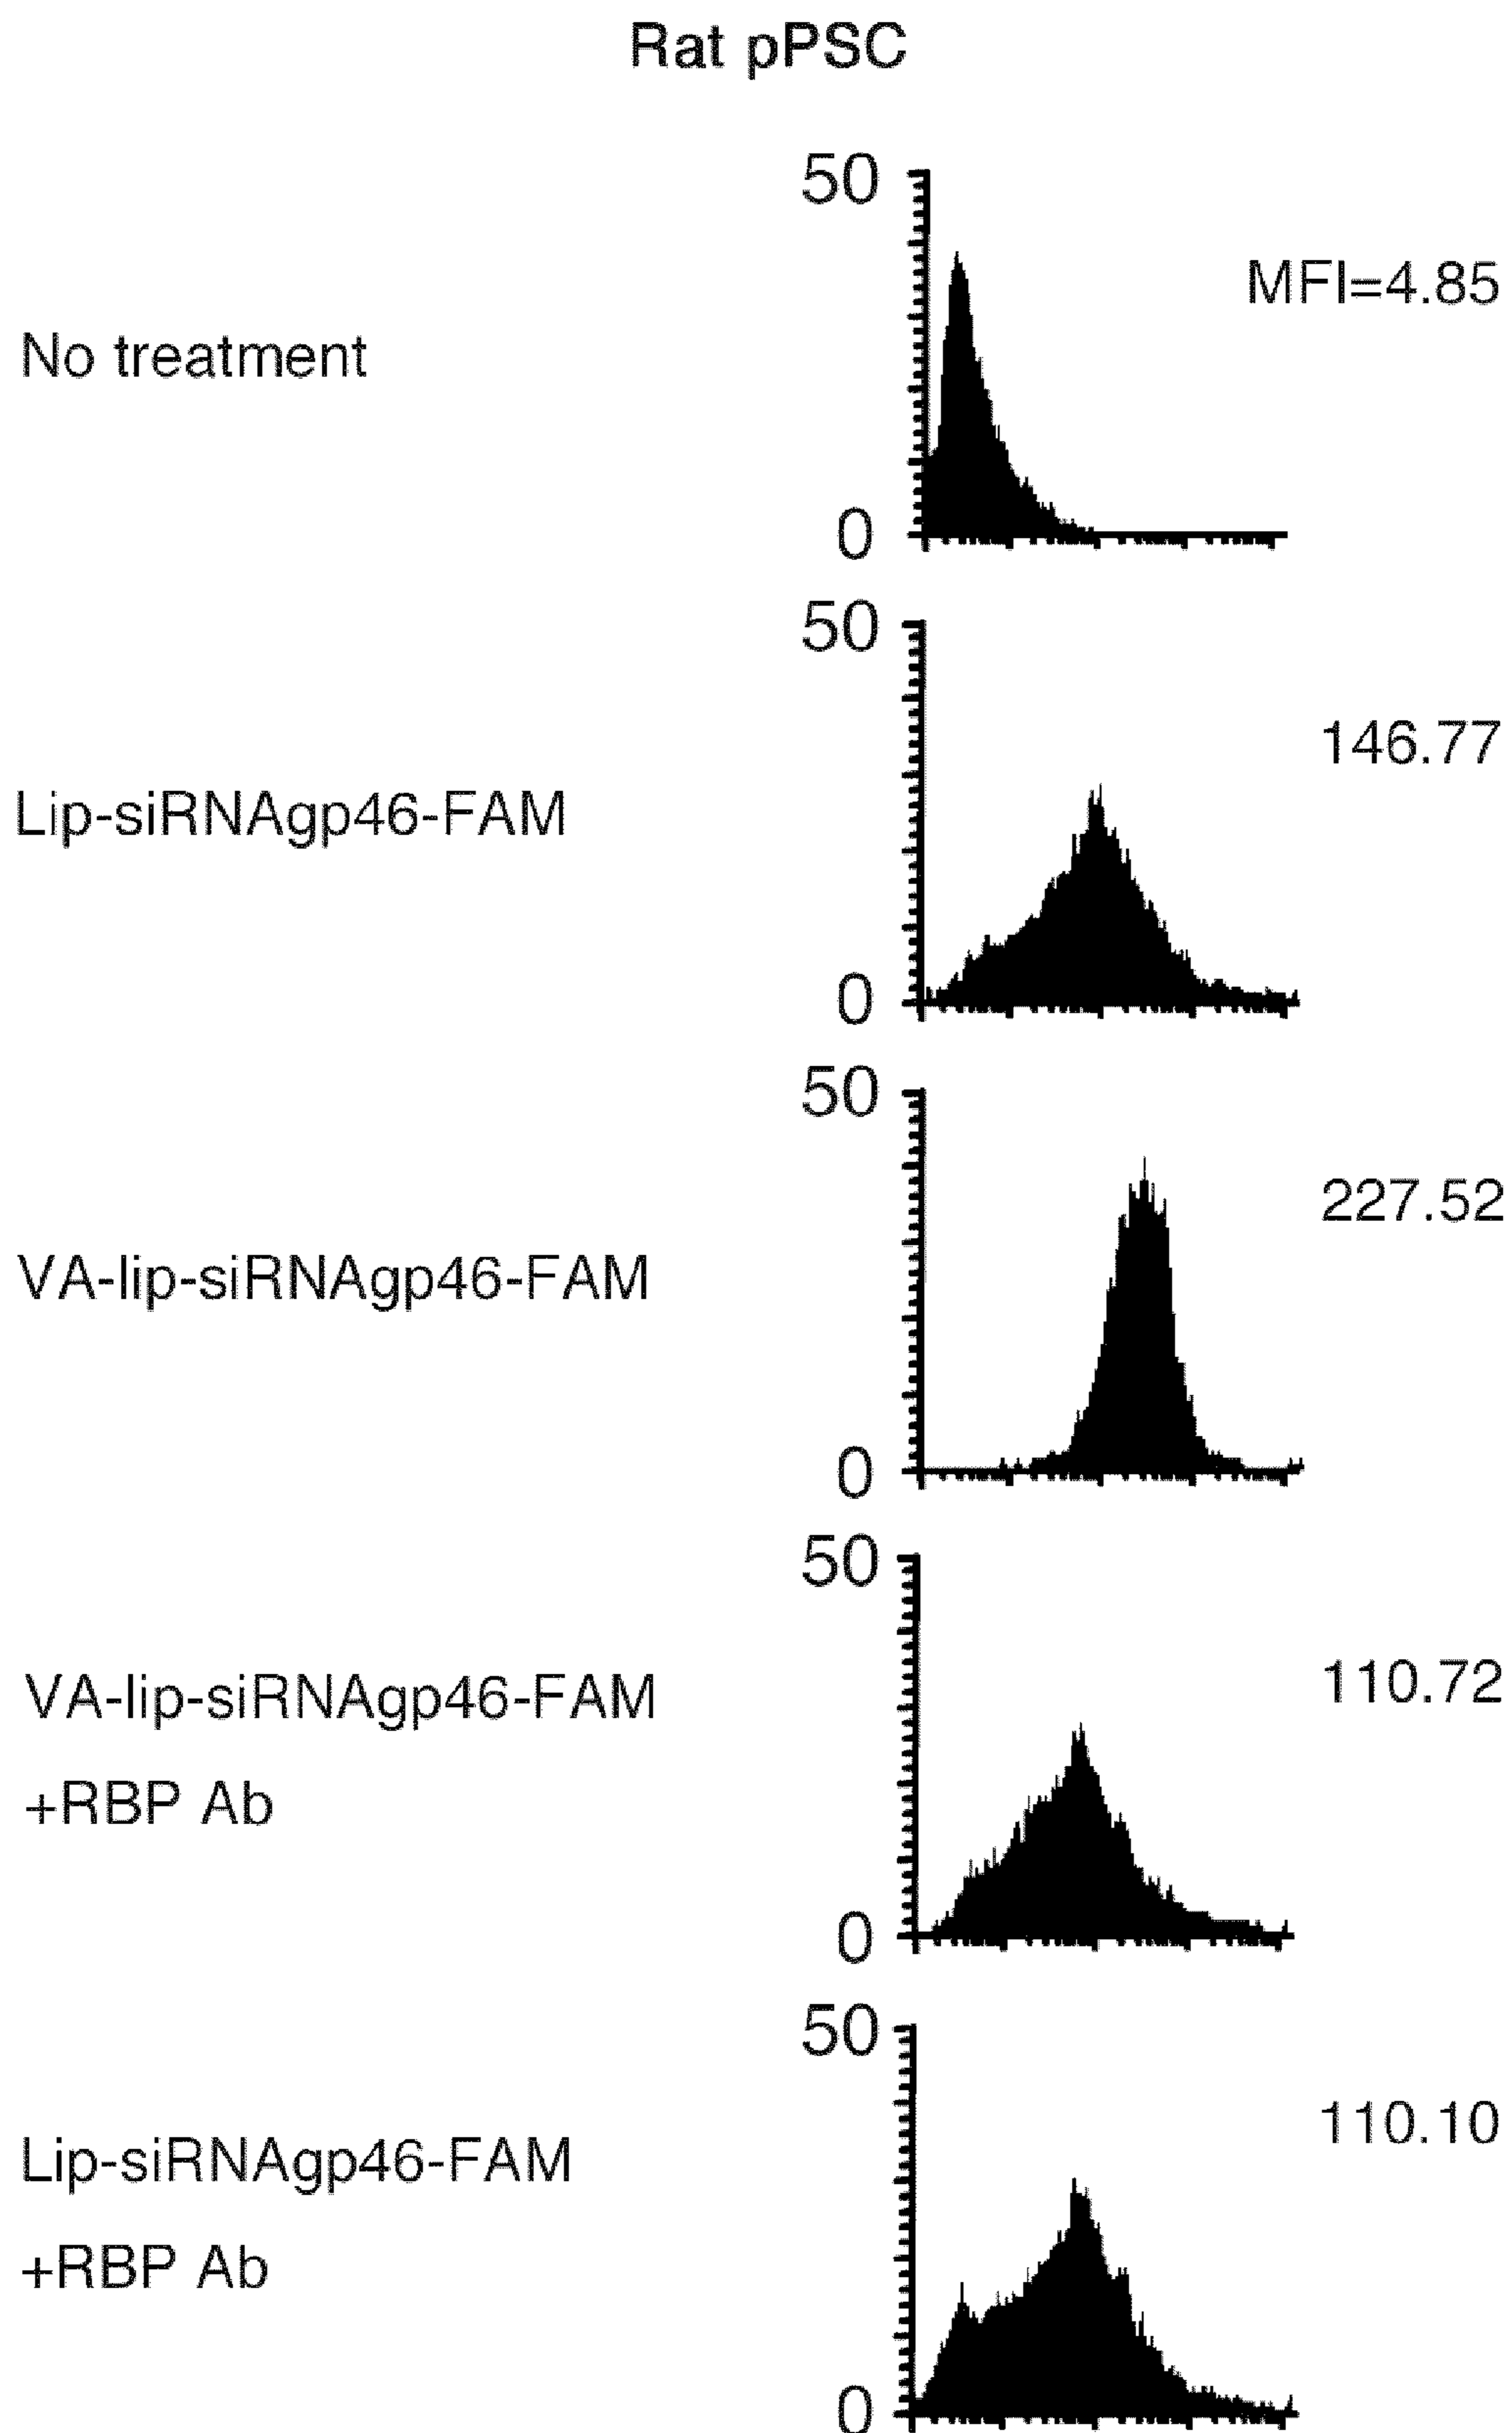 Rat pPSC
50
MFI=4.85
No treatment
0
50
146.77
Lip-siRNAgp46-FAM
0
50
227.52
VA-lip-siRNAgp46-FAM
0
50
110.72
VA-lip-siRNAgp46-FAM
+RBP Ab
0
50
110.10
Lip-siRNAgp46-FAM
+RBP Ab
0